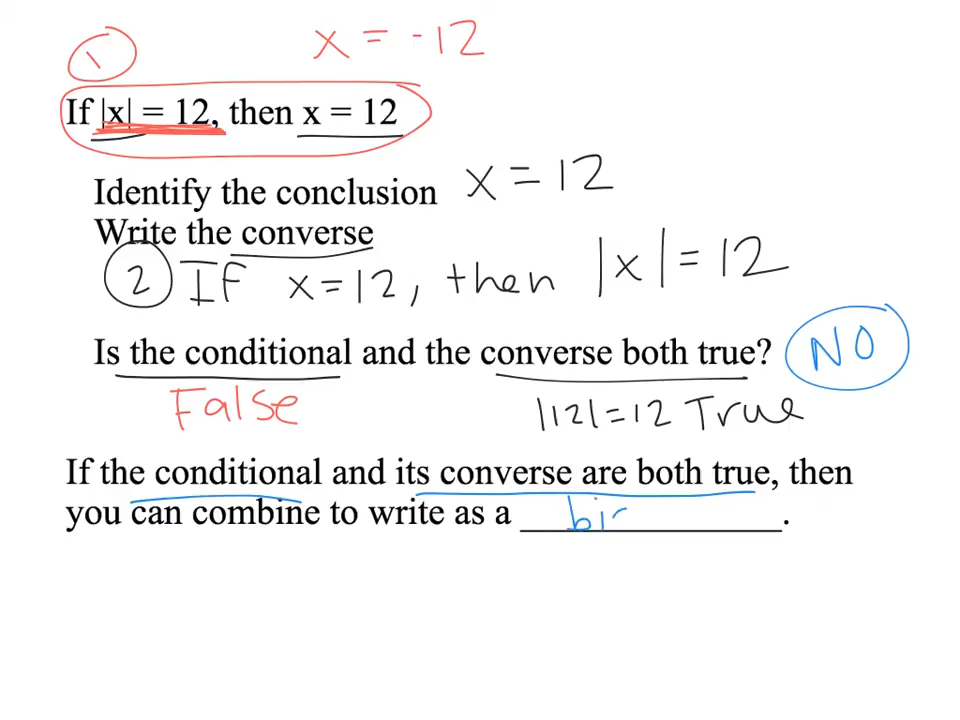 1 x = -12
If |x| = 12, then x = 12
Identify the conclusion x = 12
Write the converse
2 If x = 12, then |x| = 12
Is the conditional and the converse both true? NO
False |12| = 12 True
If the conditional and its converse are both true, then
you can combine to write as a bic____________.